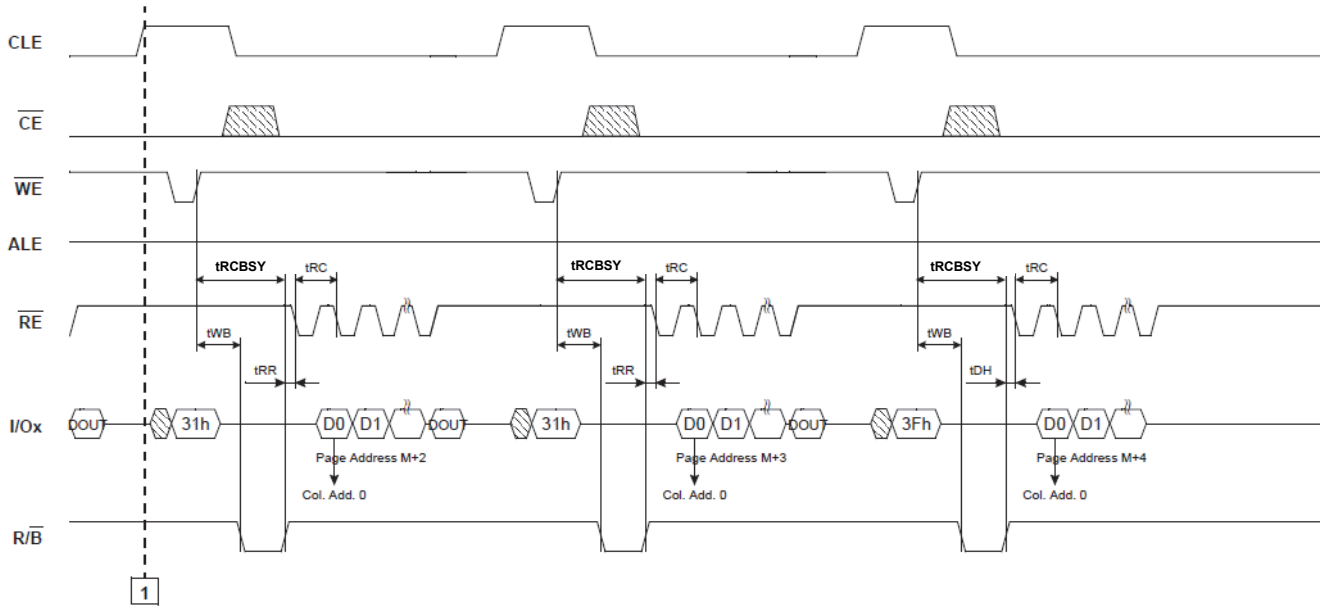 CLE
CE
WE
ALE
tRCBSY tRC tRCBSY tRC tRCBSY tRC
RE
tWB tWB tWB
tRR tRR tDH
I/Ox DOUT 31h D0 D1 DOUT 31h D0 D1 DOUT 3Fh D0 D1
Page Address M+2 Page Address M+3 Page Address M+4
Col. Add. 0 Col. Add. 0 Col. Add. 0
R/B
1